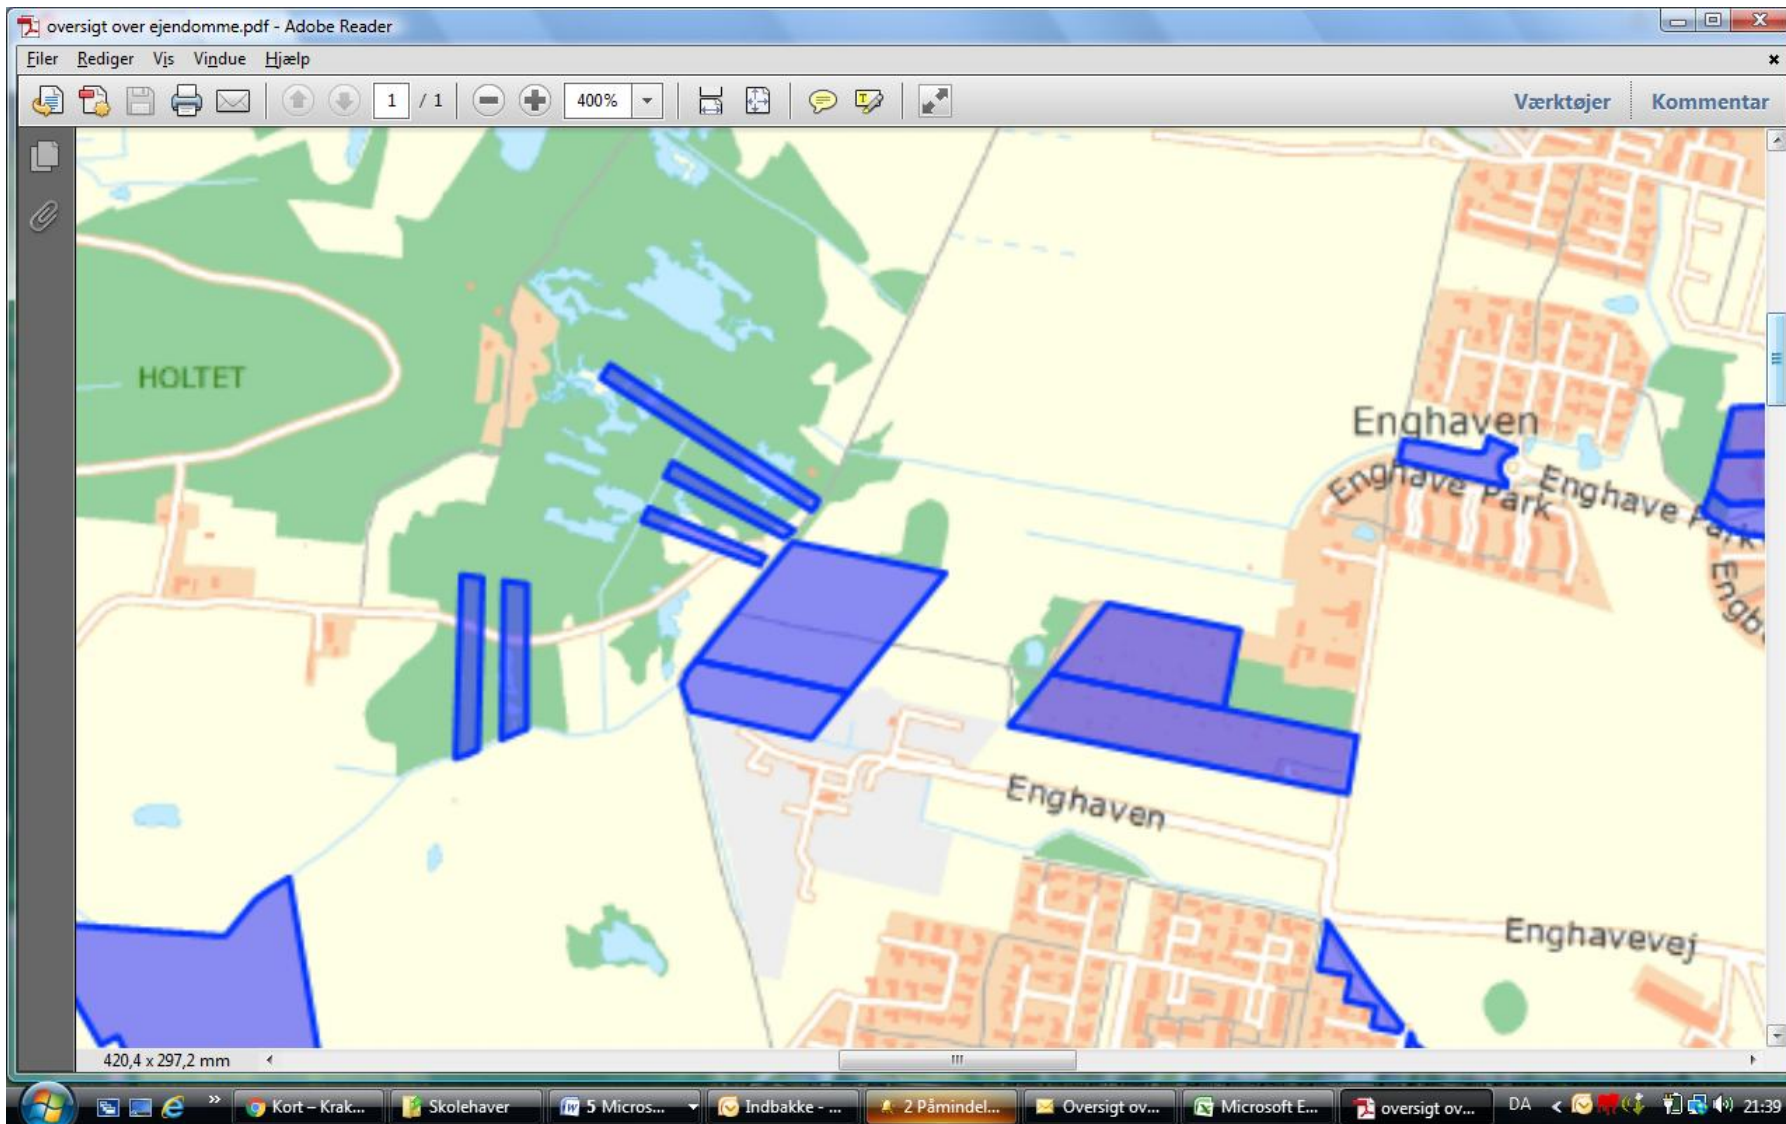 oversigt over ejendomme.pdf - Adobe Reader
Filer Rediger Vis Vindue Hjælp
1 / 1 400% Værktøjer Kommentar
HOLTET
Enghaven
Enghave Park
Enghave Park
Enghaven
Enghavevej
420,4 x 297,2 mm
Kort – Krak... Skolehaver 5 Micros... Indbakke - ... 2 Påmindel... Oversigt ov... Microsoft E... oversigt ov... DA 21:39